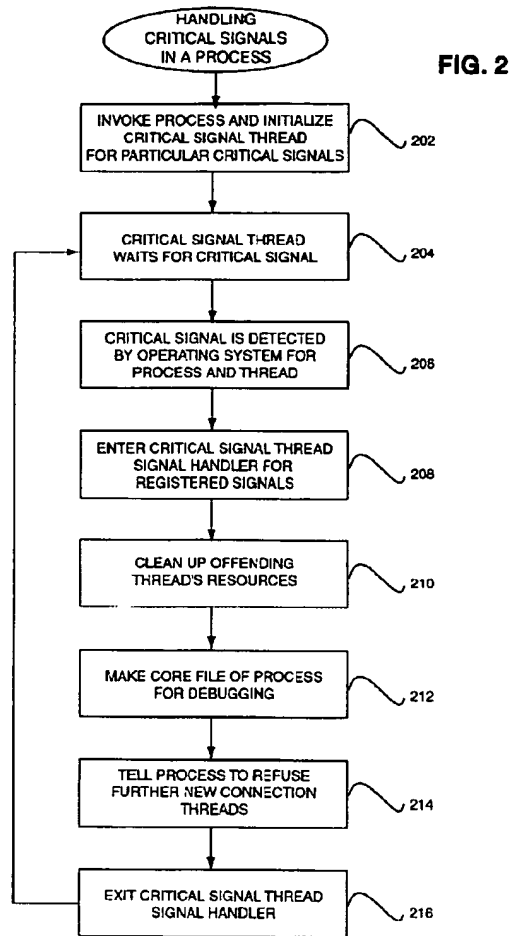 HANDLING
CRITICAL SIGNALS
IN A PROCESS
FIG. 2
INVOKE PROCESS AND INITIALIZE
CRITICAL SIGNAL THREAD
FOR PARTICULAR CRITICAL SIGNALS
202
CRITICAL SIGNAL THREAD
WAITS FOR CRITICAL SIGNAL
204
CRITICAL SIGNAL IS DETECTED
BY OPERATING SYSTEM FOR
PROCESS AND THREAD
206
ENTER CRITICAL SIGNAL THREAD
SIGNAL HANDLER FOR
REGISTERED SIGNALS
208
CLEAN UP OFFENDING
THREAD'S RESOURCES
210
MAKE CORE FILE OF PROCESS
FOR DEBUGGING
212
TELL PROCESS TO REFUSE
FURTHER NEW CONNECTION
THREADS
214
EXIT CRITICAL SIGNAL THREAD
SIGNAL HANDLER
216